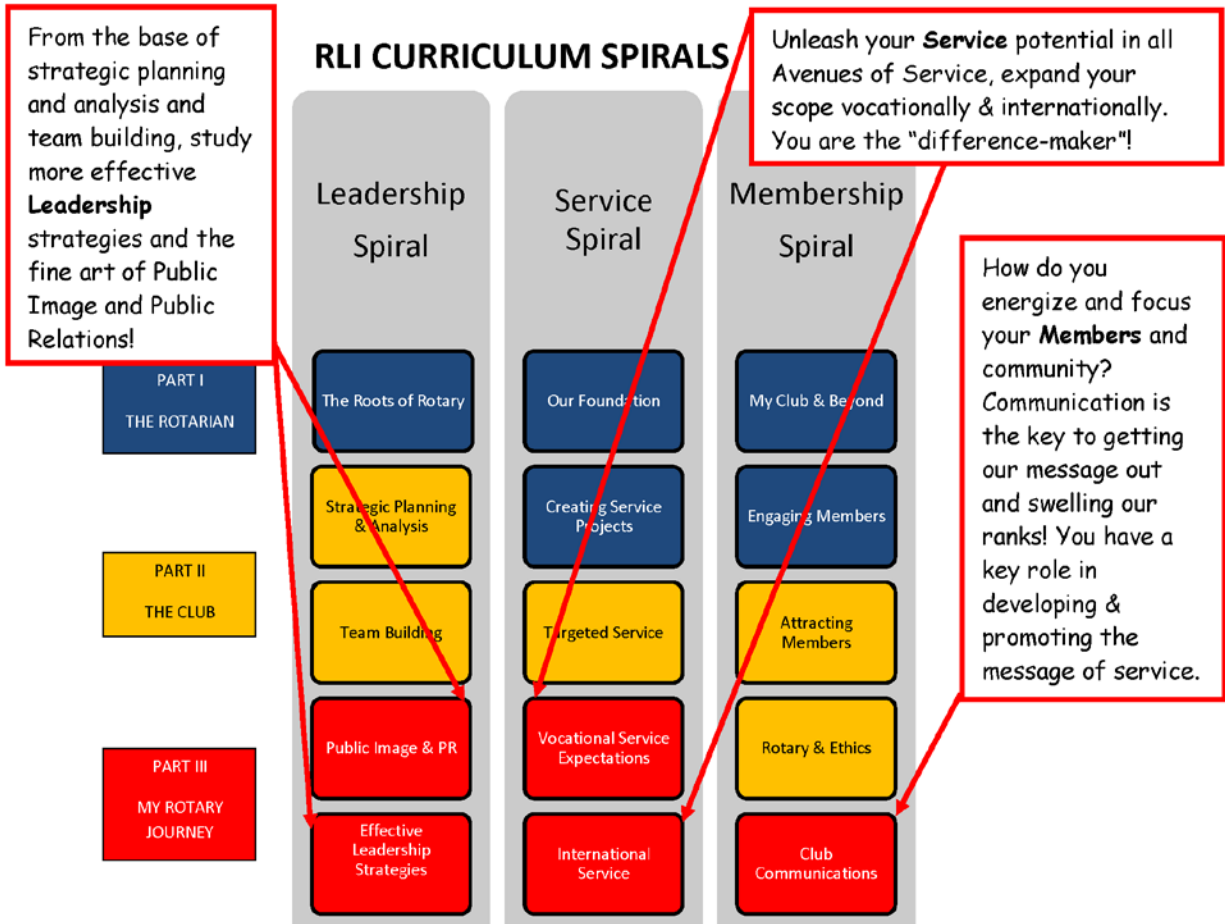 From the base of
strategic planning
and analysis and
team building, study
more effective
Leadership
strategies and the
fine art of Public
Image and Public
Relations!
RLI CURRICULUM SPIRALS
Unleash your Service potential in all
Avenues of Service, expand your
scope vocationally & internationally.
You are the “difference-maker”!
Leadership
Spiral
Service
Spiral
Membership
Spiral
How do you
energize and focus
your Members and
community?
Communication is
the key to getting
our message out
and swelling our
ranks! You have a
key role in
developing &
promoting the
message of service.
PART I
THE ROTARIAN
The Roots of Rotary
Our Foundation
My Club & Beyond
Strategic Planning
& Analysis
Creating Service
Projects
Engaging Members
PART II
THE CLUB
Team Building
Targeted Service
Attracting
Members
Public Image & PR
Vocational Service
Expectations
Rotary & Ethics
PART III
MY ROTARY
JOURNEY
Effective
Leadership
Strategies
International
Service
Club
Communications